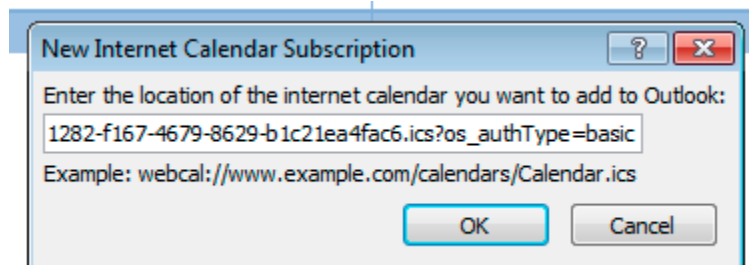 New Internet Calendar Subscription
Enter the location of the internet calendar you want to add to Outlook:
1282-f167-4679-8629-b1c21ea4fac6.ics?os_authType=basic
Example: webcal://www.example.com/calendars/Calendar.ics
OK Cancel